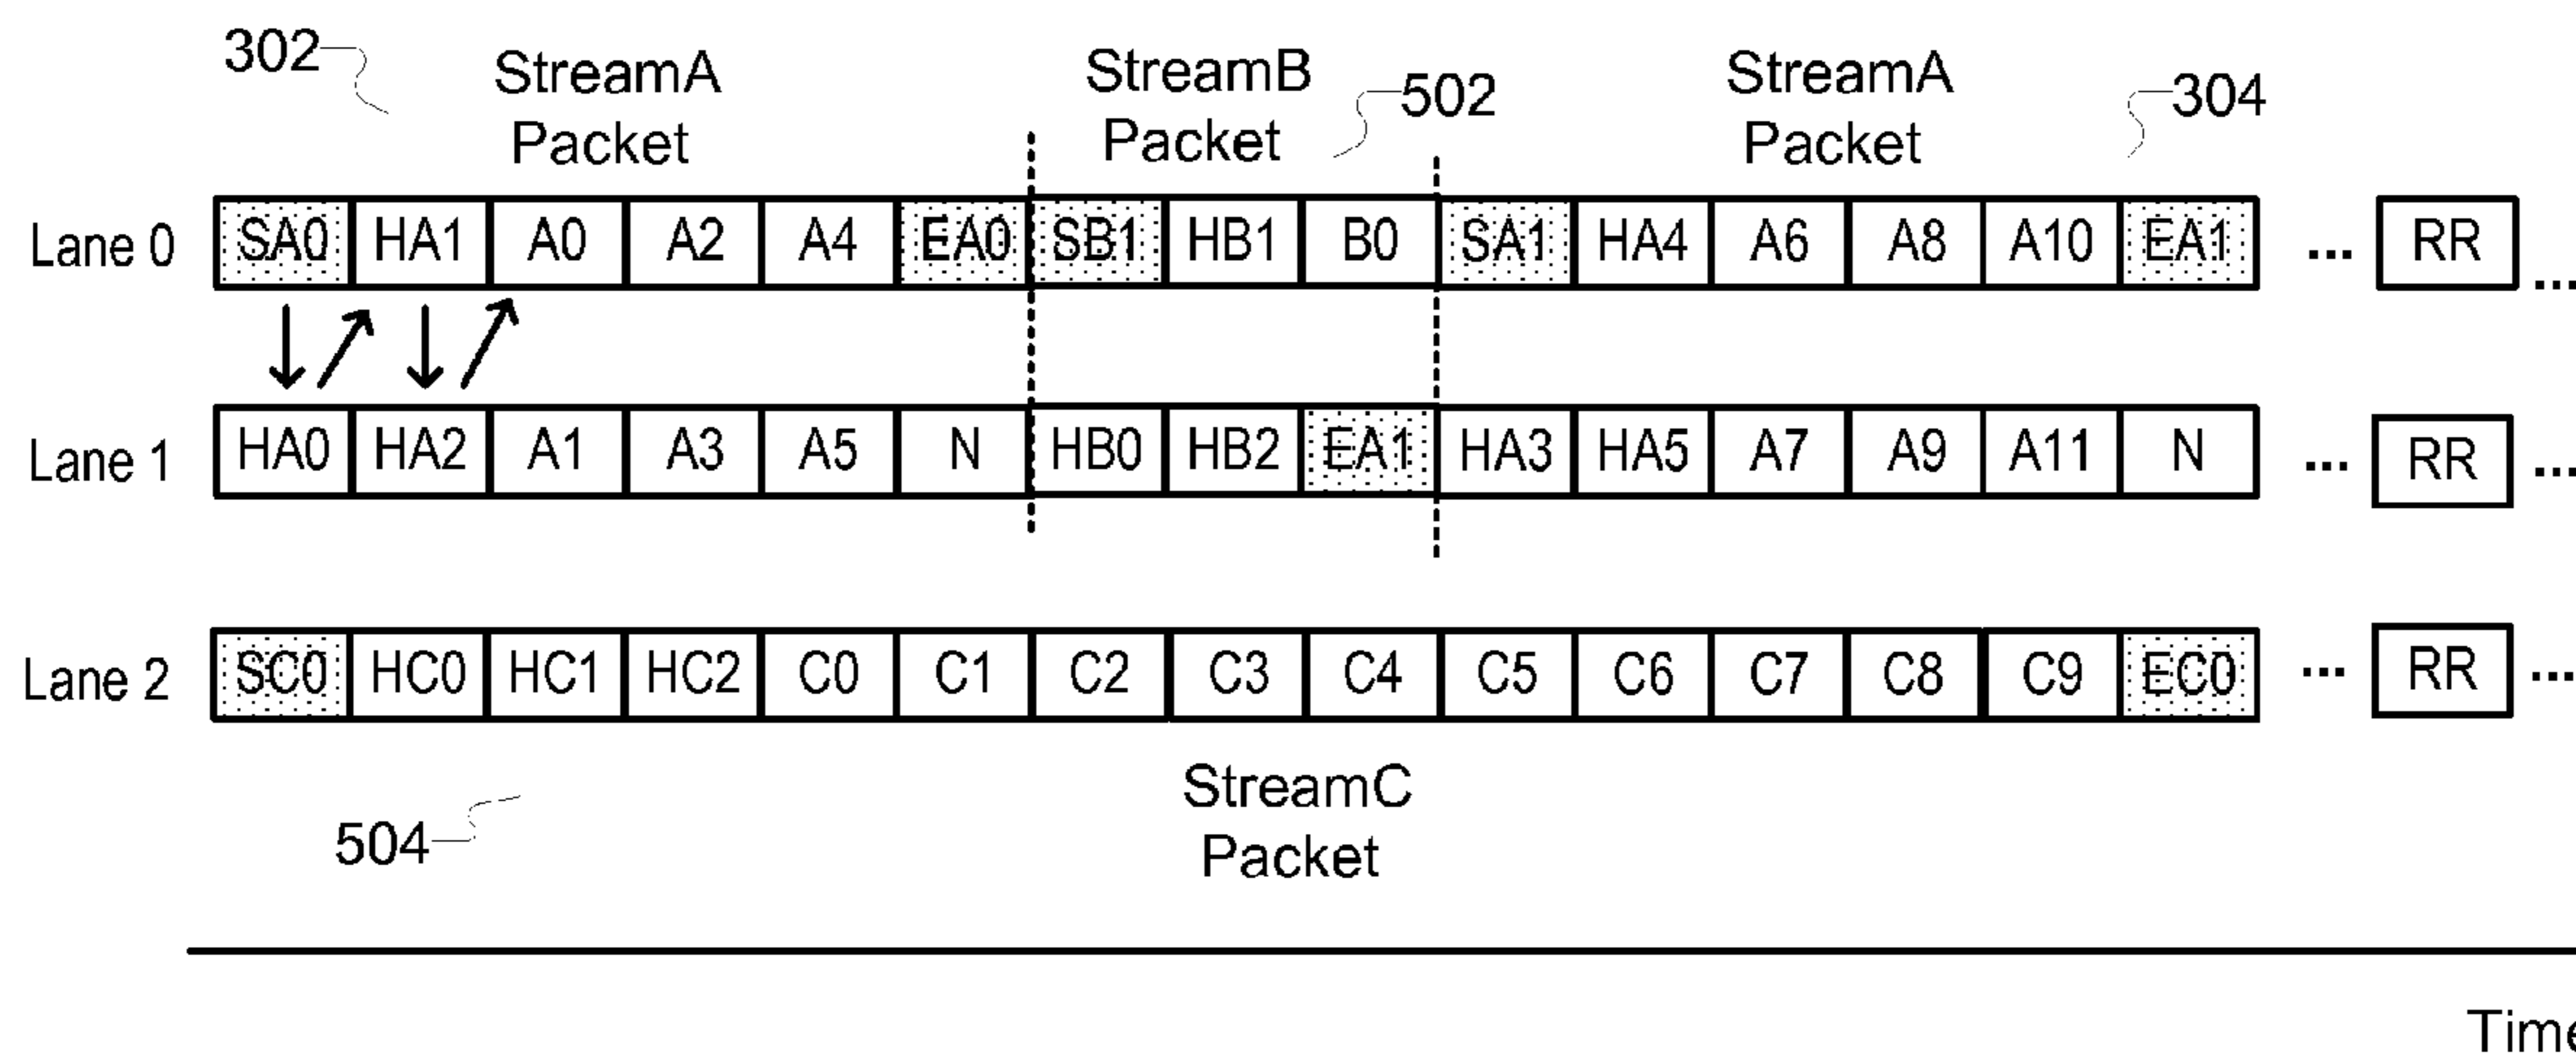 302
StreamA
Packet
StreamB
Packet
502
StreamA
Packet
304
Lane 0 SA0 HA1 A0 A2 A4 EA0 SB1 HB1 B0 SA1 HA4 A6 A8 A10 EA1 ... RR ...
Lane 1 HA0 HA2 A1 A3 A5 N HB0 HB2 EA1 HA3 HA5 A7 A9 A11 N ... RR ...
Lane 2 SC0 HC0 HC1 HC2 C0 C1 C2 C3 C4 C5 C6 C7 C8 C9 EC0 ... RR ...
504
StreamC
Packet
Time